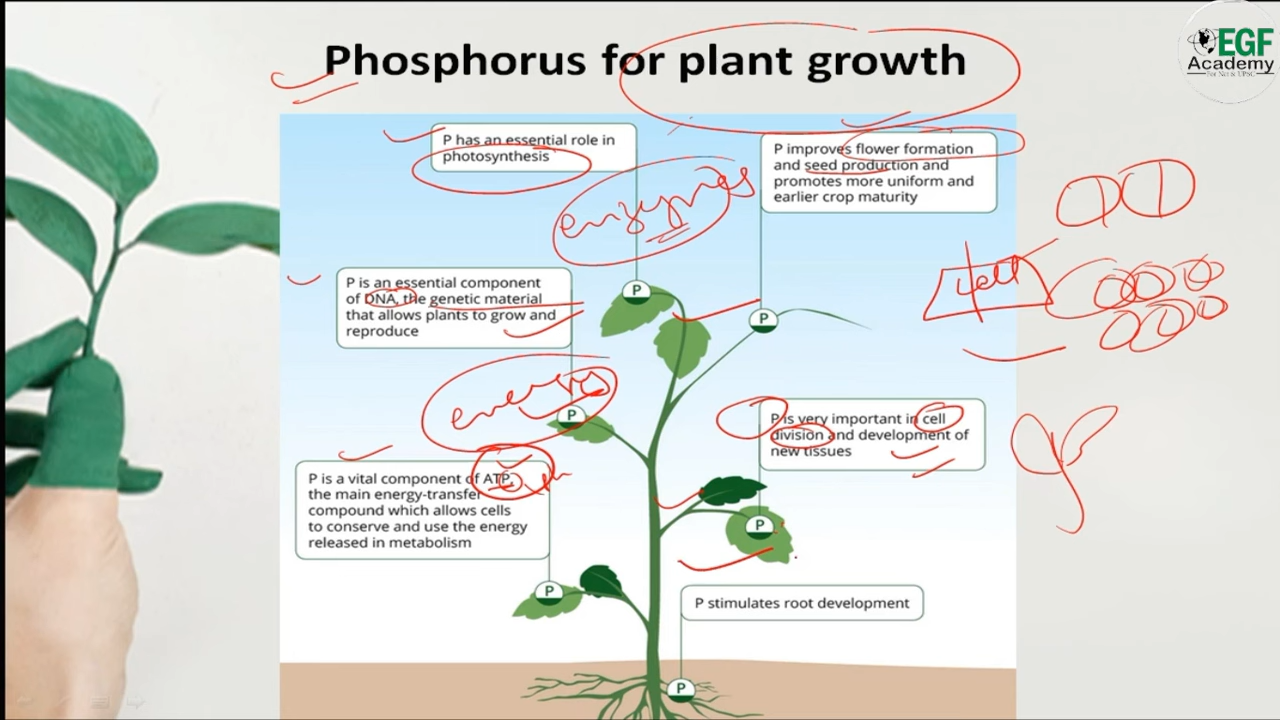 EGF
Academy
For Net & UPSC
Phosphorus for plant growth
P has an essential role in
photosynthesis
P improves flower formation
and seed production and
promotes more uniform and
earlier crop maturity
enzymes
P is an essential component
of DNA, the genetic material
that allows plants to grow and
reproduce
cell
energy
P is very important in cell
division and development of
new tissues
P is a vital component of ATP,
the main energy-transfer
compound which allows cells
to conserve and use the energy
released in metabolism
P stimulates root development
P
P
P
P
P
P